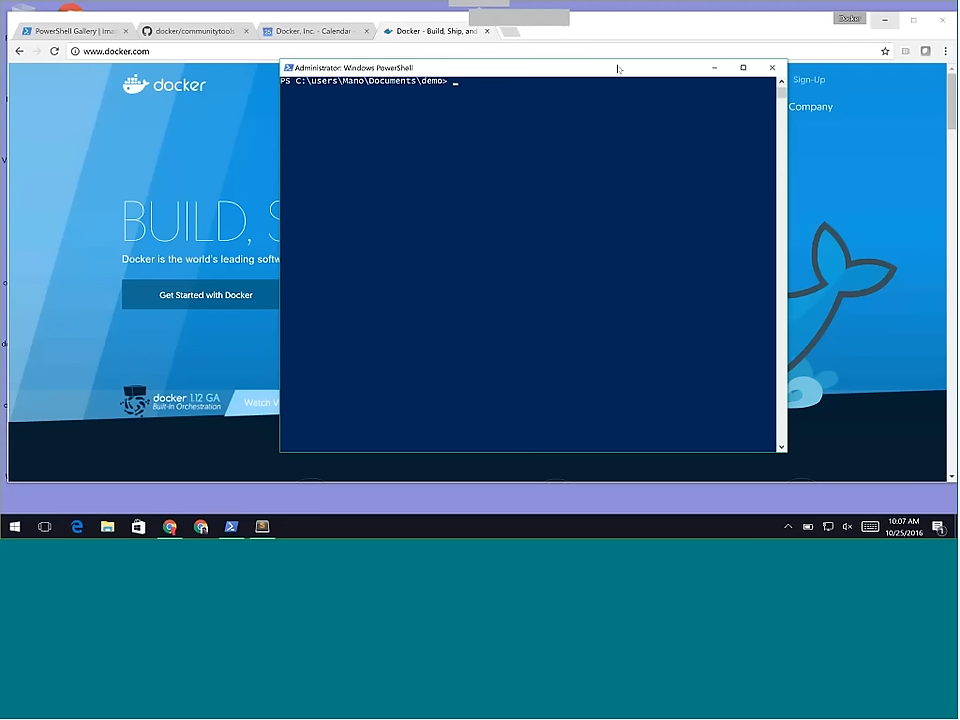 Docker
PowerShell Gallery | Ima
docker/communitytools
Docker, Inc. - Calendar
Docker - Build, Ship, and
www.docker.com
Administrator: Windows PowerShell
PS C:\users\Mano\Documents\demo> _
docker
Sign-Up
Company
BUILD, S
Docker is the world's leading softw
Get Started with Docker
docker 1.12 GA
Built-In Orchestration
Watch V
10:07 AM
10/25/2016
1